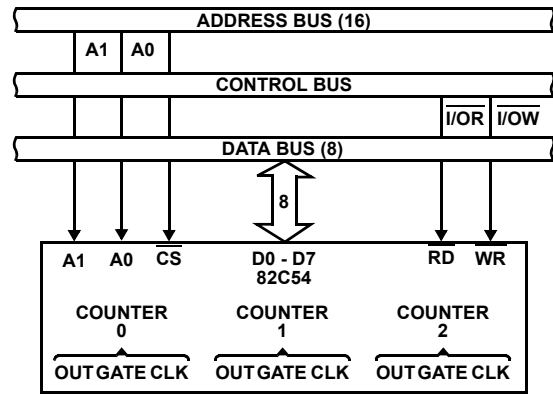 ADDRESS BUS (16)
A1 A0
CONTROL BUS
I/OR I/OW
DATA BUS (8)
8
A1 A0 CS D0 - D7 RD WR
82C54
COUNTER COUNTER COUNTER
0 1 2
OUT GATE CLK OUT GATE CLK OUT GATE CLK